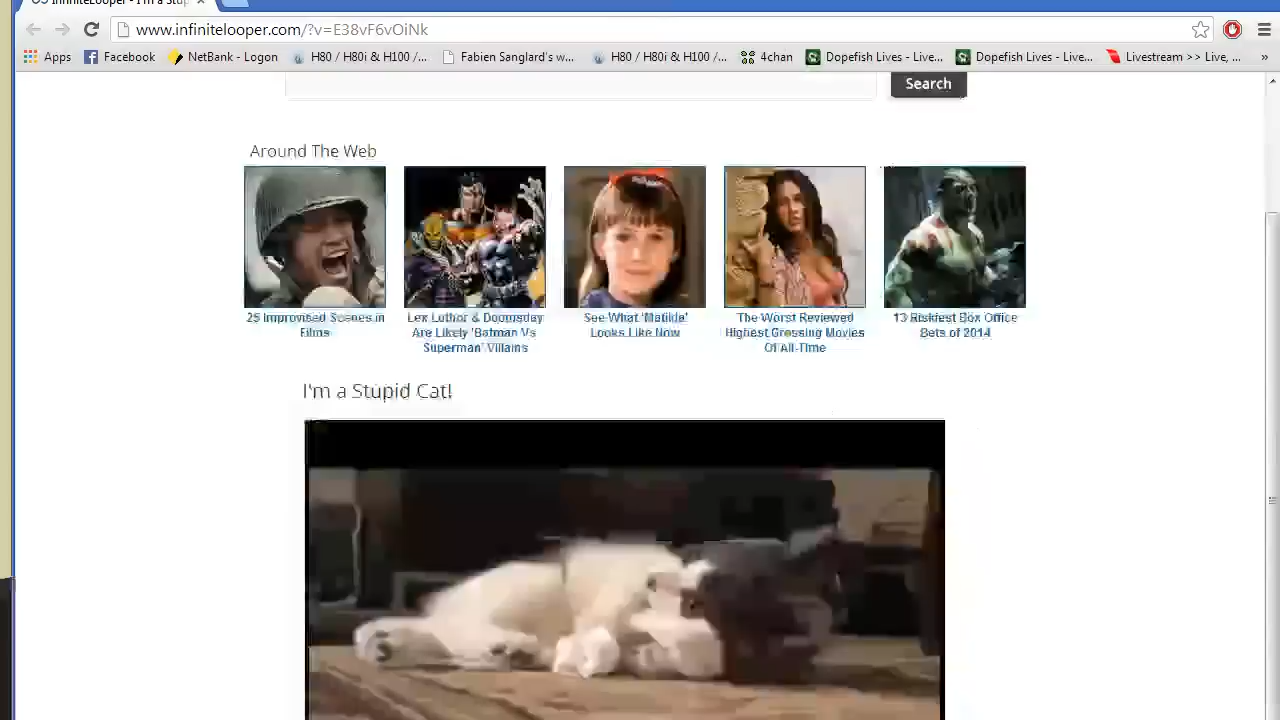 InfiniteLooper - I'm a Stup
www.infinitelooper.com/?v=E38vF6vOiNk
Apps Facebook NetBank - Logon H80 / H80i & H100 /... Fabien Sanglard's w... H80 / H80i & H100 /... 4chan Dopefish Lives - Live... Dopefish Lives - Live... Livestream >> Live, ... »
Search
Around The Web
25 Improvised Scenes in
Films
Lex Luthor & Doomsday
Are Likely 'Batman Vs
Superman' Villains
See What 'Matilda'
Looks Like Now
The Worst Reviewed
Highest Grossing Movies
Of All-Time
13 Riskiest Box Office
Bets of 2014
I'm a Stupid Cat!